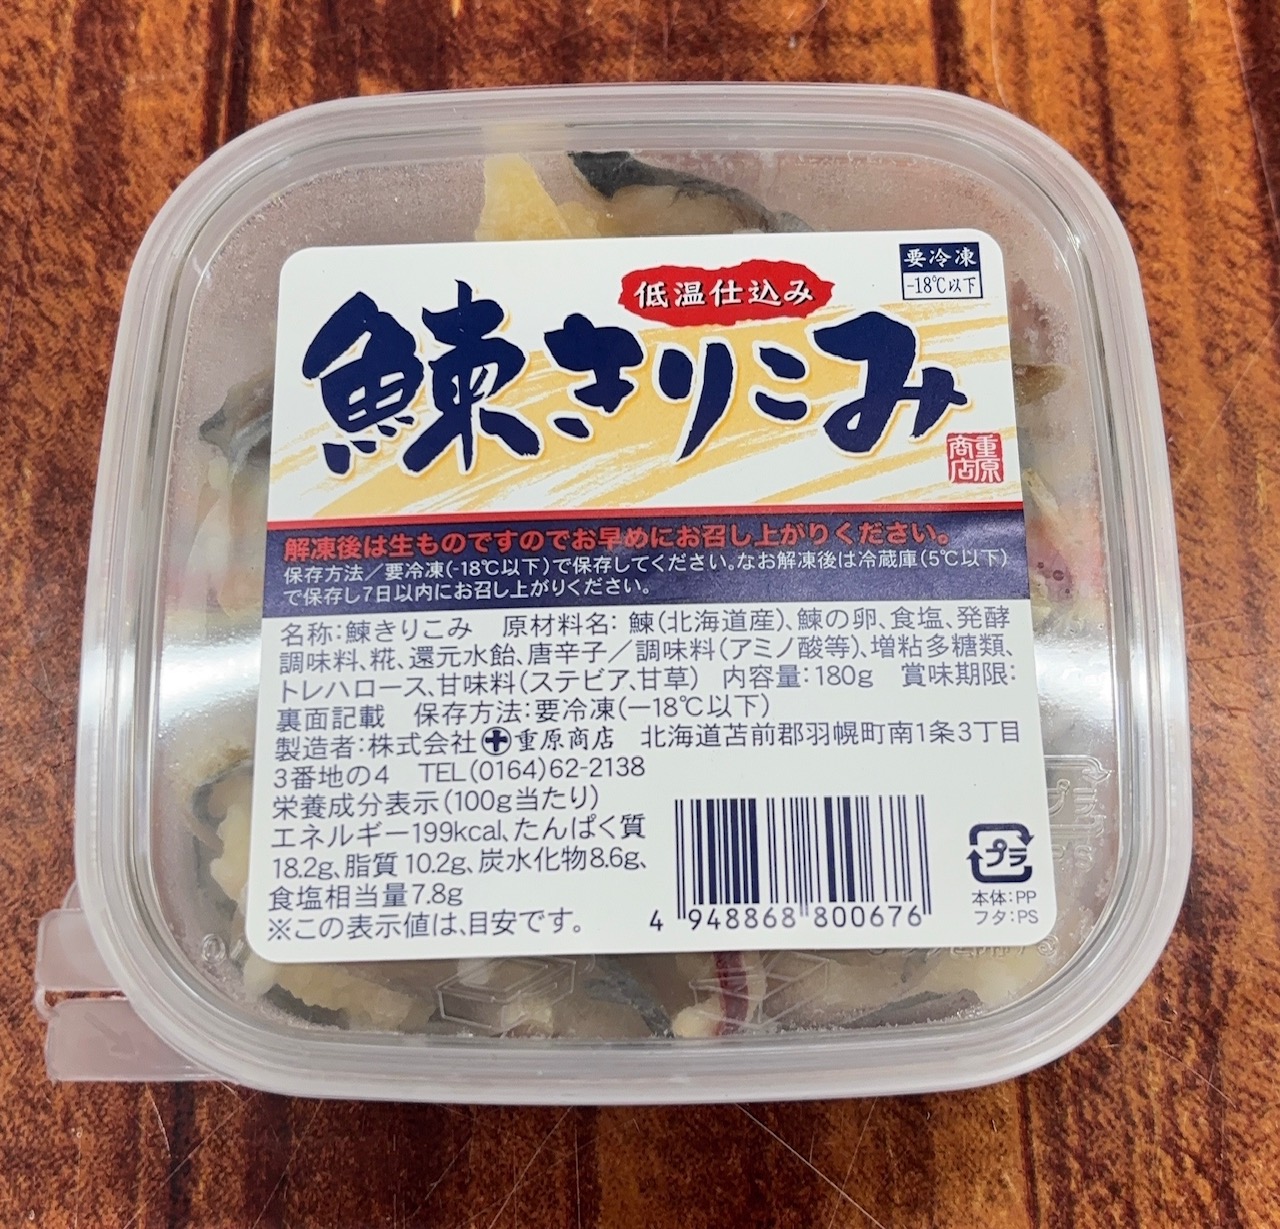 低温仕込み
要冷凍
-18℃以下
鰊きりこみ
重原
商店
解凍後は生ものですのでお早めにお召し上がりください。
保存方法／要冷凍(-18℃以下)で保存してください。なお解凍後は冷蔵庫(5℃以下)
で保存し7日以内にお召し上がりください。
名称:鰊きりこみ　原材料名:鰊(北海道産)、鰊の卵、食塩、発酵
調味料、糀、還元水飴、唐辛子／調味料(アミノ酸等)、増粘多糖類、
トレハロース、甘味料(ステビア、甘草)　内容量:180g　賞味期限:
裏面記載　保存方法:要冷凍(−18℃以下)
製造者:株式会社 重原商店　北海道苫前郡羽幌町南1条3丁目
3番地の4　TEL(0164)62-2138
栄養成分表示(100g当たり)
エネルギー199kcal、たんぱく質
18.2g、脂質10.2g、炭水化物8.6g、
食塩相当量7.8g
※この表示値は、目安です。
4 948868 800676
プラ
本体:PP
フタ:PS